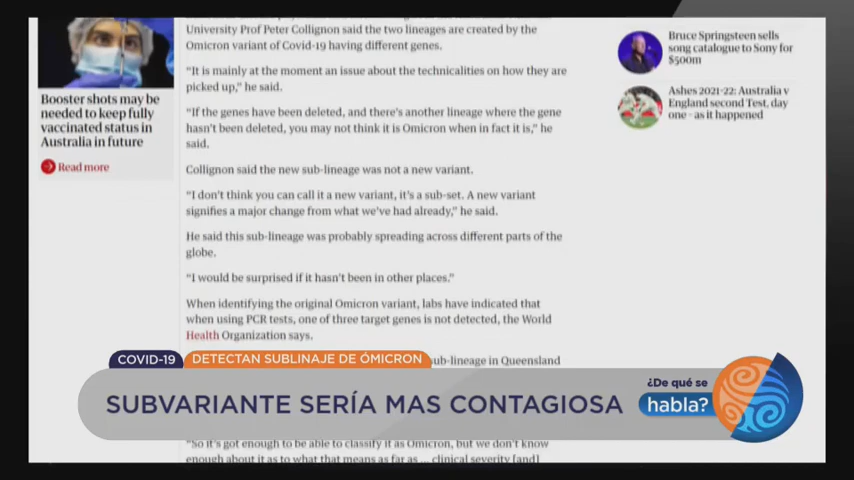 University Prof Peter Collignon said the two lineages are created by the
Omicron variant of Covid-19 having different genes.
“It is mainly at the moment an issue about the technicalities on how they are
picked up,” he said.
“If the genes have been deleted, and there’s another lineage where the gene
hasn’t been deleted, you may not think it is Omicron when in fact it is,” he
said.
Collignon said the new sub-lineage was not a new variant.
“I don’t think you can call it a new variant, it’s a sub-set. A new variant
signifies a major change from what we’ve had already,” he said.
He said this sub-lineage was probably spreading across different parts of the
globe.
“I would be surprised if it hasn’t been in other places.”
When identifying the original Omicron variant, labs have indicated that
when using PCR tests, one of three target genes is not detected, the World
Health Organization says.
sub-lineage in Queensland
“So it’s got enough to be able to classify it as Omicron, but we don’t know
enough about it as to what that means as far as ... clinical severity [and]
Booster shots may be
needed to keep fully
vaccinated status in
Australia in future
Read more
Bruce Springsteen sells
song catalogue to Sony for
$500m
Ashes 2021-22: Australia v
England second Test, day
one - as it happened
COVID-19
DETECTAN SUBLINAJE DE ÓMICRON
SUBVARIANTE SERÍA MAS CONTAGIOSA
¿De qué se
habla?